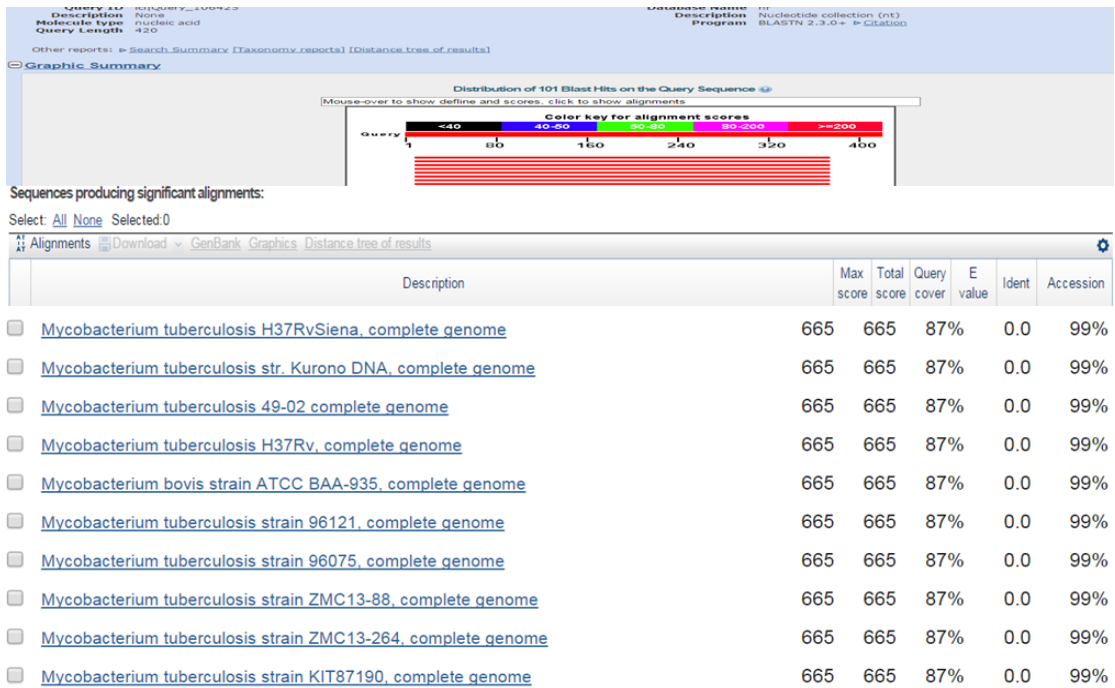 Description None
Molecule type nucleic acid
Query Length 420
Database Name nr
Description Nucleotide collection (nt)
Program BLASTN 2.3.0+ Citation
Other reports: Search Summary [Taxonomy reports] [Distance tree of results]
Graphic Summary
Distribution of 101 Blast Hits on the Query Sequence
Mouse-over to show defline and scores, click to show alignments
Color key for alignment scores
<40 40-50 50-80 80-200 >=200
Query
1 80 160 240 320 400
Sequences producing significant alignments:
Select: All None Selected:0
Alignments Download GenBank Graphics Distance tree of results
Description Max score Total score Query cover E value Ident Accession
Mycobacterium tuberculosis H37RvSiena, complete genome 665 665 87% 0.0 99%
Mycobacterium tuberculosis str. Kurono DNA, complete genome 665 665 87% 0.0 99%
Mycobacterium tuberculosis 49-02 complete genome 665 665 87% 0.0 99%
Mycobacterium tuberculosis H37Rv, complete genome 665 665 87% 0.0 99%
Mycobacterium bovis strain ATCC BAA-935, complete genome 665 665 87% 0.0 99%
Mycobacterium tuberculosis strain 96121, complete genome 665 665 87% 0.0 99%
Mycobacterium tuberculosis strain 96075, complete genome 665 665 87% 0.0 99%
Mycobacterium tuberculosis strain ZMC13-88, complete genome 665 665 87% 0.0 99%
Mycobacterium tuberculosis strain ZMC13-264, complete genome 665 665 87% 0.0 99%
Mycobacterium tuberculosis strain KIT87190, complete genome 665 665 87% 0.0 99%